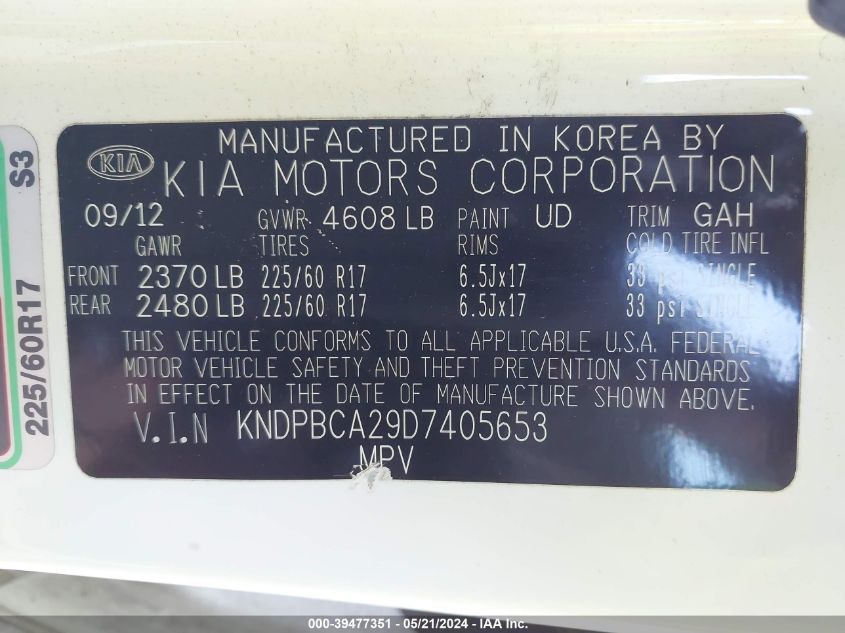 MANUFACTURED IN KOREA BY
KIA
KIA MOTORS CORPORATION
09/12 GVWR 4608 LB PAINT UD TRIM GAH
GAWR TIRES RIMS COLD TIRE INFL
FRONT 2370 LB 225/60 R17 6.5Jx17 33 psi SINGLE
REAR 2480 LB 225/60 R17 6.5Jx17 33 psi SINGLE
THIS VEHICLE CONFORMS TO ALL APPLICABLE U.S.A. FEDERAL
MOTOR VEHICLE SAFETY AND THEFT PREVENTION STANDARDS
IN EFFECT ON THE DATE OF MANUFACTURE SHOWN ABOVE.
V.I.N KNDPBCA29D7405653
MPV
225/60R17 S3
000-39477351 - 05/21/2024 - IAAI.COM